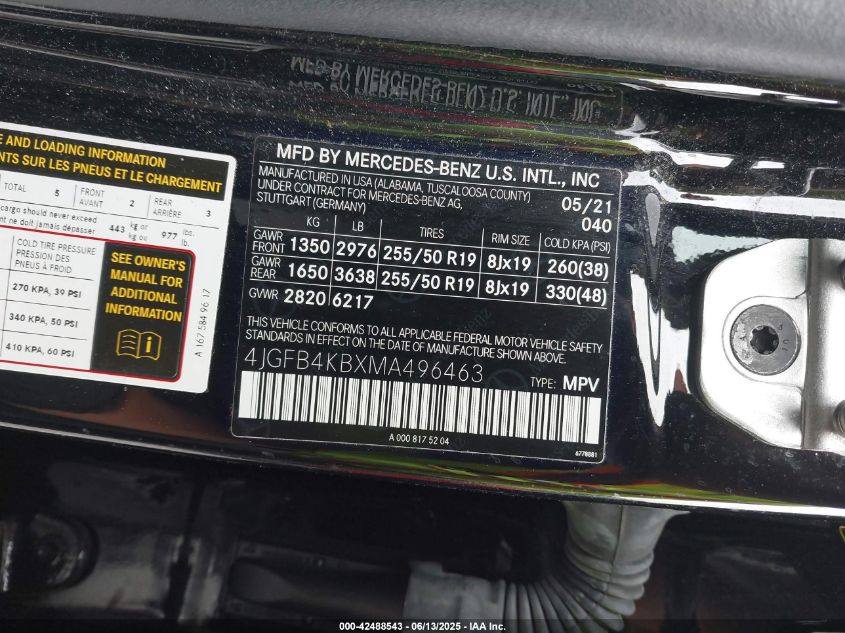 MFD BY MERCEDES-BENZ U.S. INTL., INC
E AND LOADING INFORMATION
NTS SUR LES PNEUS ET LE CHARGEMENT
TOTAL 5 FRONT AVANT 2 REAR ARRIÈRE 3
cargo should never exceed
nt ne doit jamais dépasser 443 kg or kg ou 977 lbs. lb.
COLD TIRE PRESSURE
PRESSION DES
PNEUS À FROID
270 KPA, 39 PSI
340 KPA, 50 PSI
410 KPA, 60 PSI
SEE OWNER'S
MANUAL FOR
ADDITIONAL
INFORMATION
A 167 584 96 17
MFD BY MERCEDES-BENZ U.S. INTL., INC
MANUFACTURED IN USA (ALABAMA, TUSCALOOSA COUNTY)
UNDER CONTRACT FOR MERCEDES-BENZ AG,
STUTTGART (GERMANY)
05/21
040
KG LB TIRES RIM SIZE COLD KPA (PSI)
GAWR FRONT 1350 2976 255/50 R19 8Jx19 260(38)
GAWR REAR 1650 3638 255/50 R19 8Jx19 330(48)
GVWR 2820 6217
THIS VEHICLE CONFORMS TO ALL APPLICABLE FEDERAL MOTOR VEHICLE SAFETY
STANDARDS IN EFFECT ON THE DATE OF MANUFACTURE SHOWN ABOVE.
4JGFB4KBXMA496463
TYPE: MPV
A 000 817 52 04
6778881
000-42488543 - 06/13/2025 - IAA Inc.